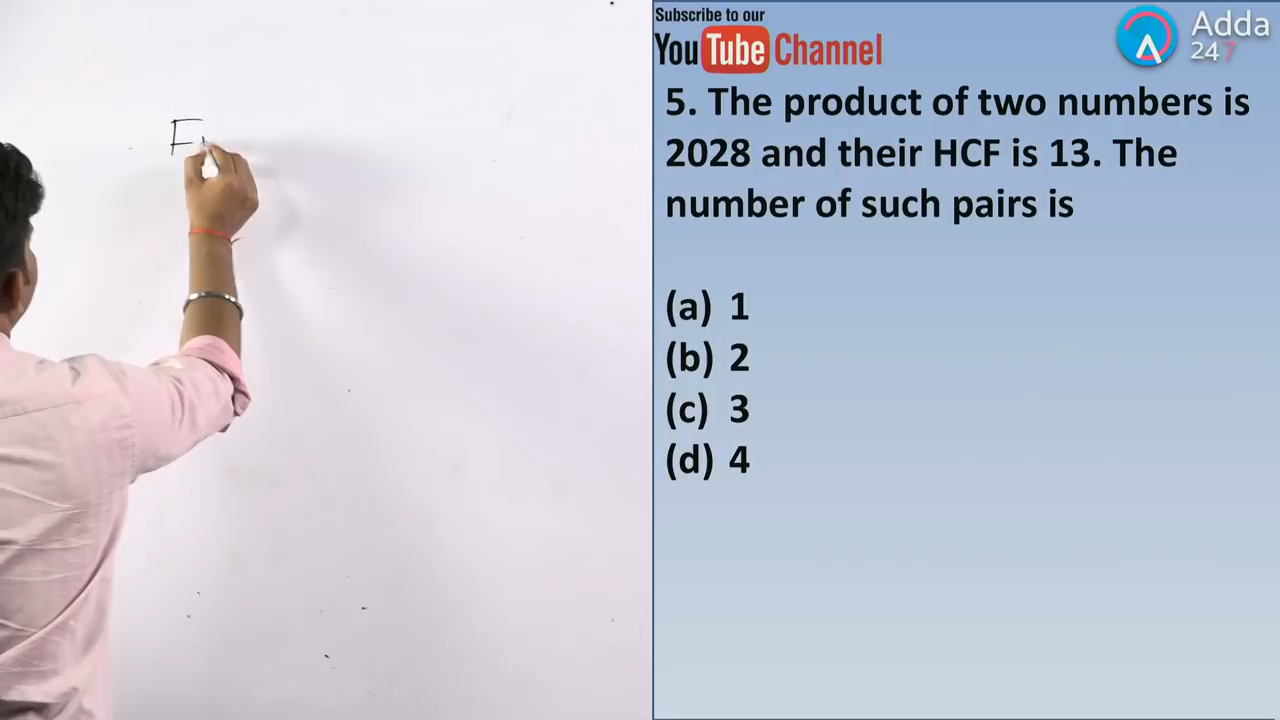 Subscribe to our
YouTube Channel
Adda
247
5. The product of two numbers is
2028 and their HCF is 13. The
number of such pairs is
(a) 1
(b) 2
(c) 3
(d) 4